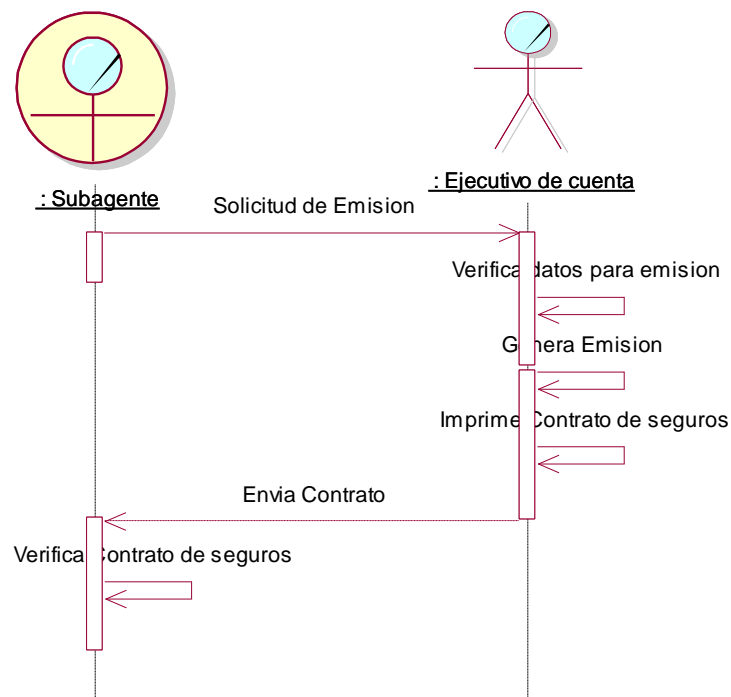 : Subagente
: Ejecutivo de cuenta
Solicitud de Emision
Verifica datos para emision
Genera Emision
Imprime Contrato de seguros
Envia Contrato
Verifica Contrato de seguros